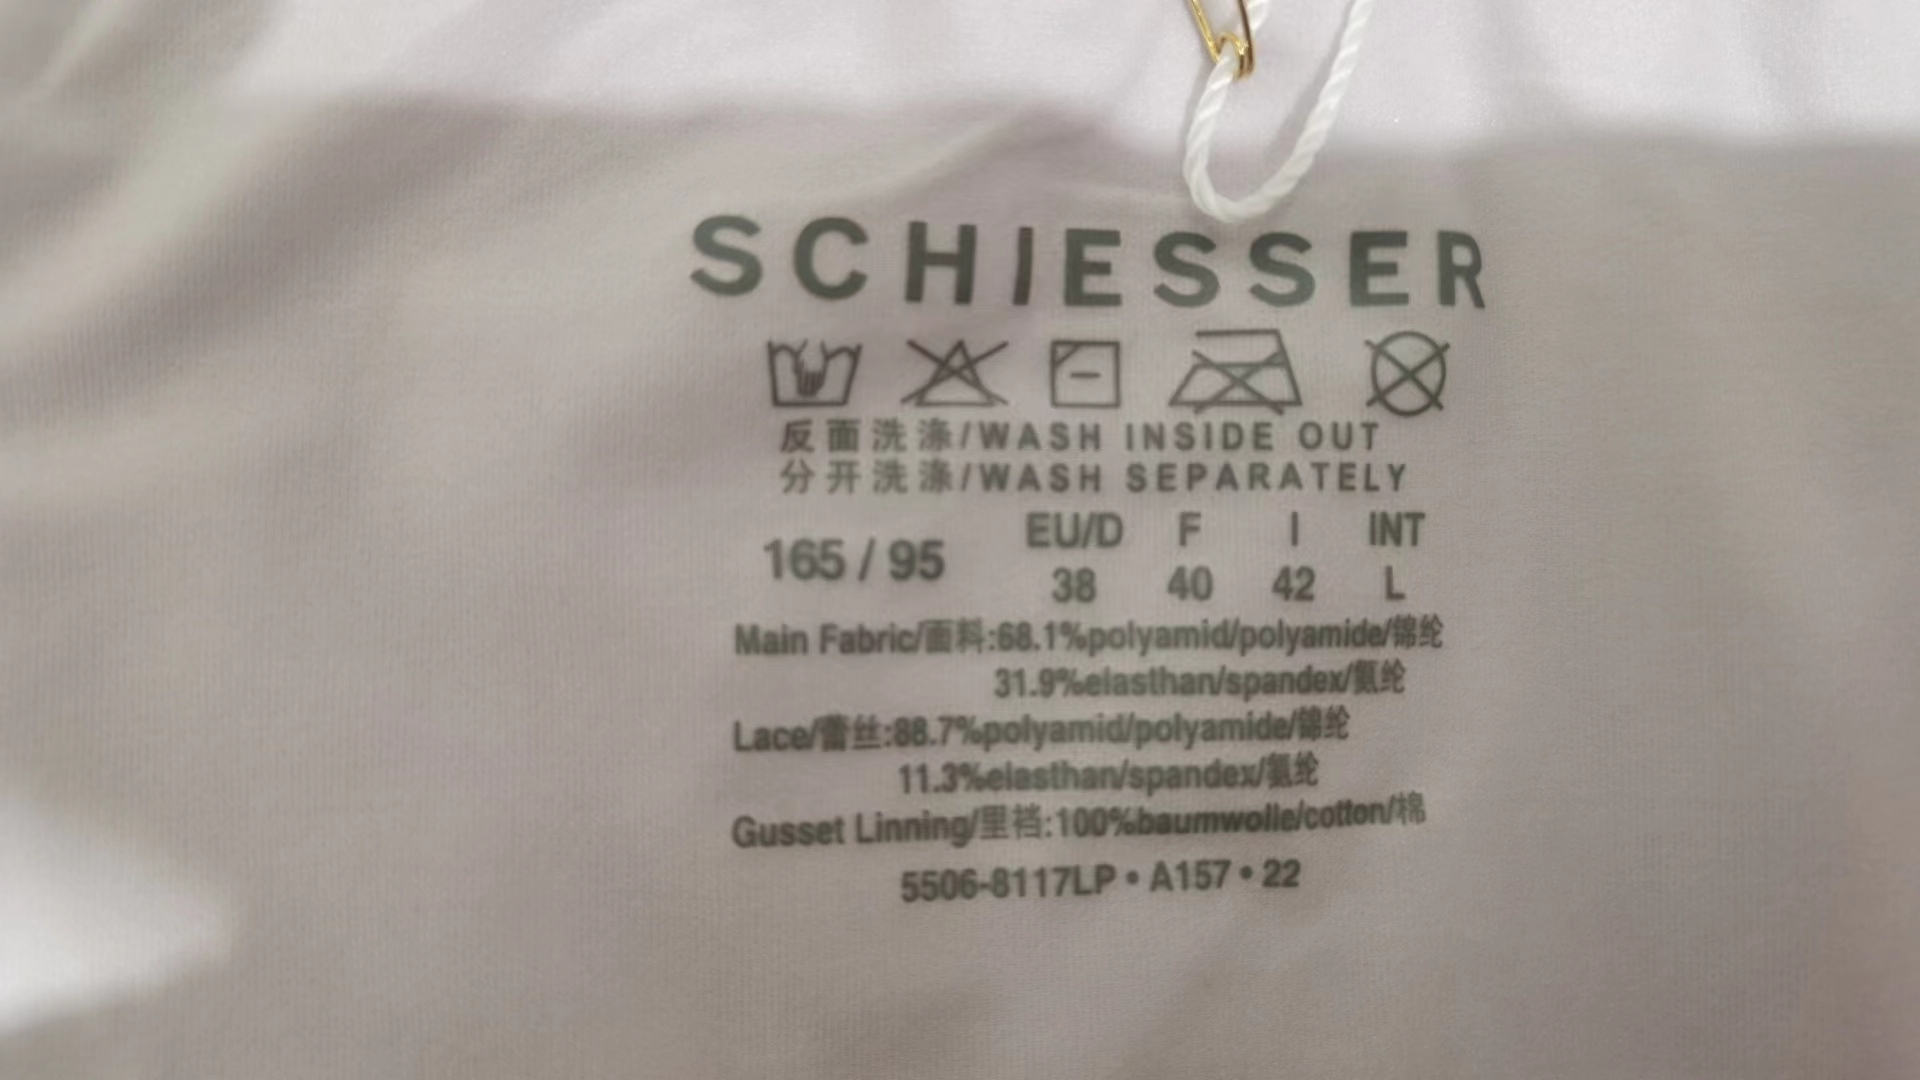 SCHIESSER
反面洗涤/WASH INSIDE OUT
分开洗涤/WASH SEPARATELY
165 / 95 EU/D F I INT
38 40 42 L
Main Fabric/面料:68.1%polyamid/polyamide/锦纶
31.9%elasthan/spandex/氨纶
Lace/蕾丝:88.7%polyamid/polyamide/锦纶
11.3%elasthan/spandex/氨纶
Gusset Linning/里裆:100%baumwolle/cotton/棉
5506-8117LP • A157 • 22